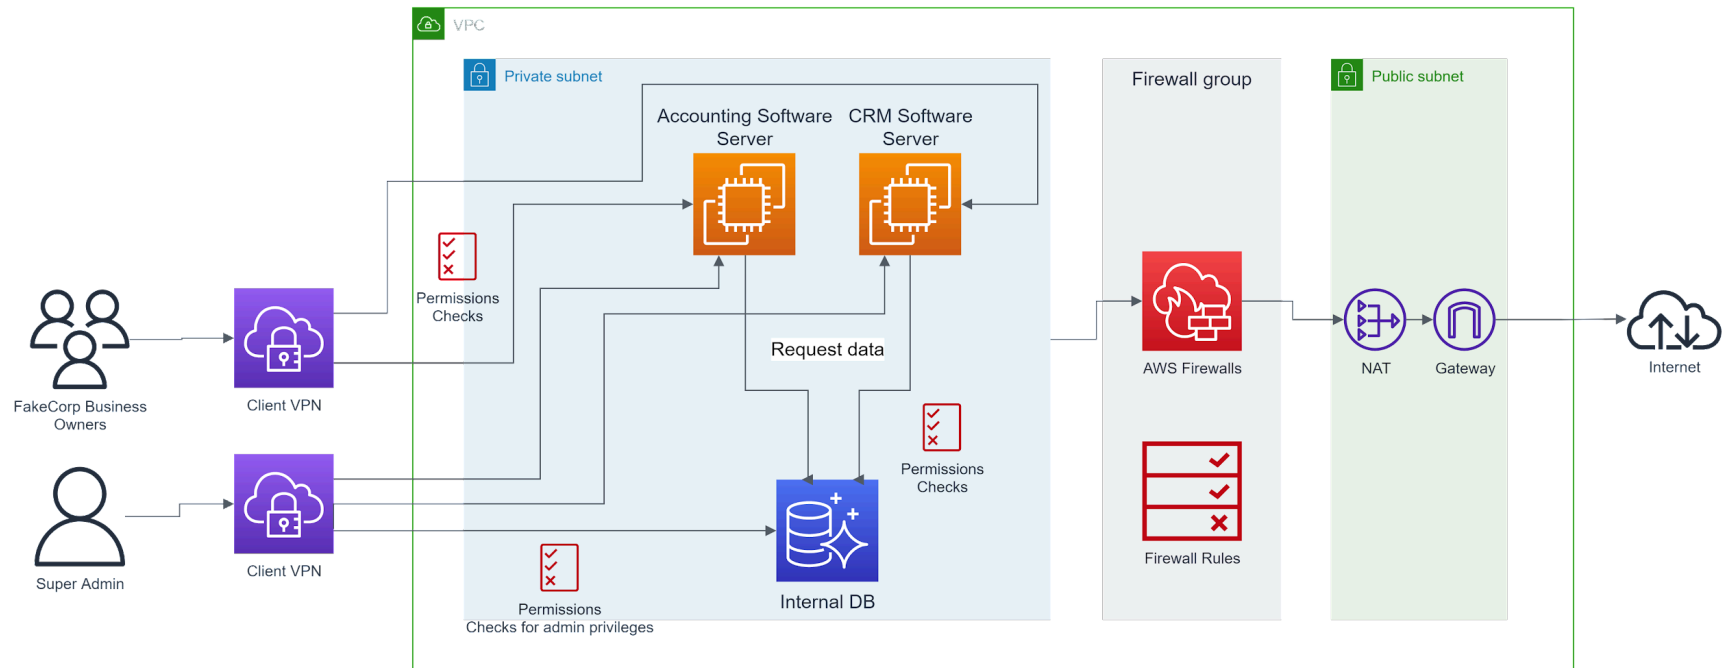 VPC
Private subnet
Firewall group
Public subnet
Accounting Software
Server
CRM Software
Server
Permissions
Checks
Request data
AWS Firewalls
NAT
Gateway
Internet
FakeCorp Business
Owners
Client VPN
Permissions
Checks
Super Admin
Client VPN
Firewall Rules
Internal DB
Permissions
Checks for admin privileges